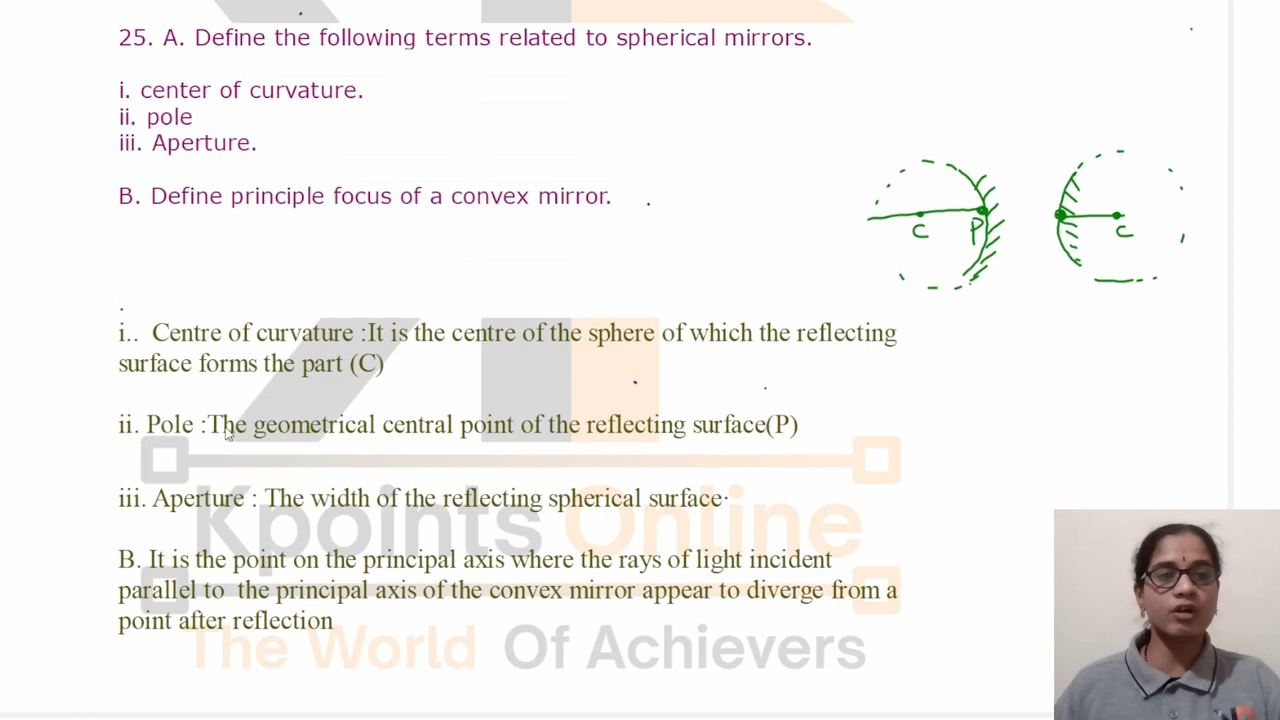 25. A. Define the following terms related to spherical mirrors.
i. center of curvature.
ii. pole
iii. Aperture.
B. Define principle focus of a convex mirror.
C
P
C
i.. Centre of curvature :It is the centre of the sphere of which the reflecting
surface forms the part (C)
ii. Pole :The geometrical central point of the reflecting surface(P)
iii. Aperture : The width of the reflecting spherical surface·
Kpoints Online
B. It is the point on the principal axis where the rays of light incident
parallel to the principal axis of the convex mirror appear to diverge from a
point after reflection
The World Of Achievers